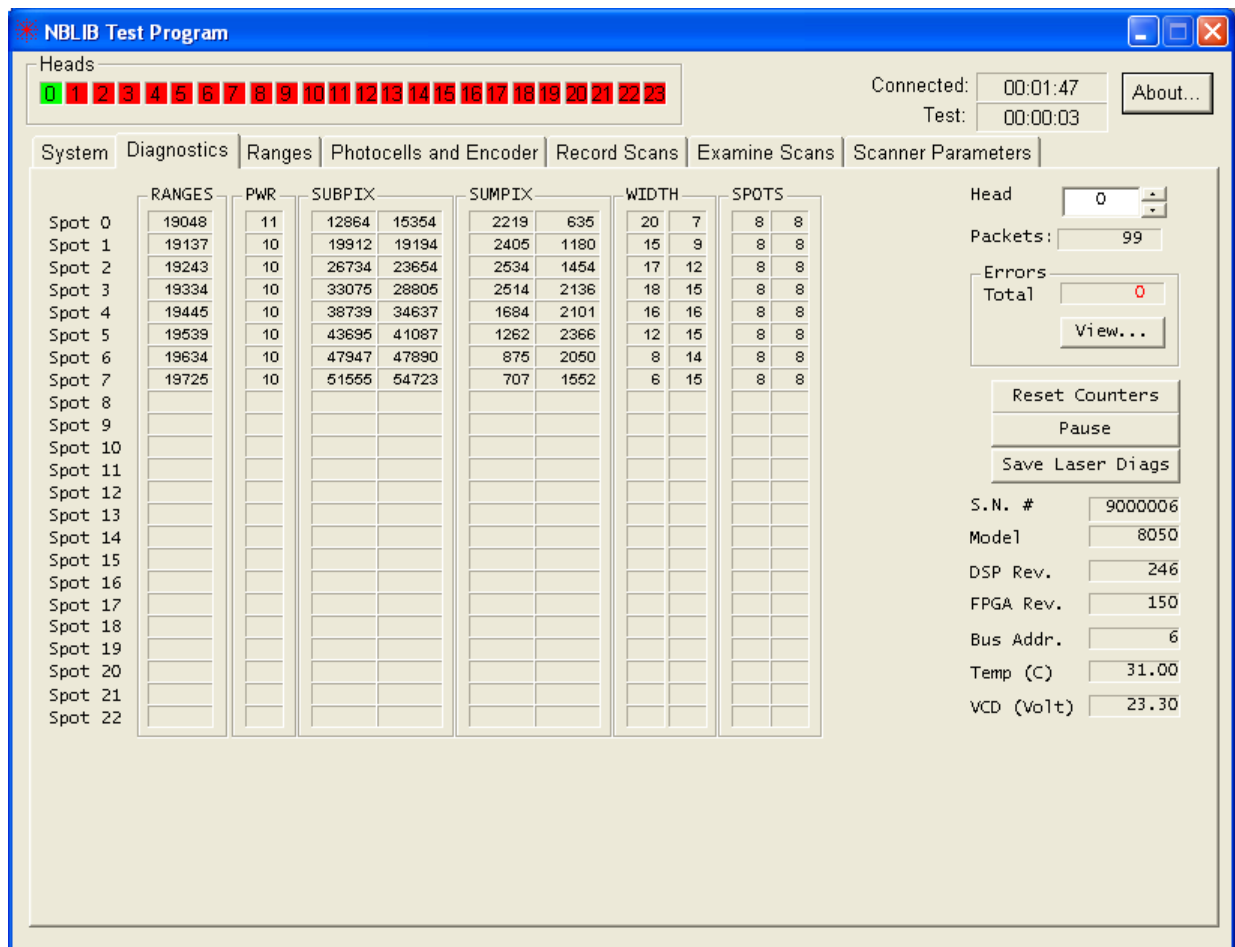 NBLIB Test Program
Heads
0 1 2 3 4 5 6 7 8 9 10 11 12 13 14 15 16 17 18 19 20 21 22 23
Connected: 00:01:47
About...
Test: 00:00:03
System Diagnostics Ranges Photocells and Encoder Record Scans Examine Scans Scanner Parameters
RANGES PWR SUBPIX SUMPIX WIDTH SPOTS
Spot 0 19048 11 12864 15354 2219 635 20 7 8 8
Spot 1 19137 10 19912 19194 2405 1180 15 9 8 8
Spot 2 19243 10 26734 23654 2534 1454 17 12 8 8
Spot 3 19334 10 33075 28805 2514 2136 18 15 8 8
Spot 4 19445 10 38739 34637 1684 2101 16 16 8 8
Spot 5 19539 10 43695 41087 1262 2366 12 15 8 8
Spot 6 19634 10 47947 47890 875 2050 8 14 8 8
Spot 7 19725 10 51555 54723 707 1552 6 15 8 8
Spot 8
Spot 9
Spot 10
Spot 11
Spot 12
Spot 13
Spot 14
Spot 15
Spot 16
Spot 17
Spot 18
Spot 19
Spot 20
Spot 21
Spot 22
Head 0
Packets: 99
Errors
Total 0
View...
Reset Counters
Pause
Save Laser Diags
S.N. # 9000006
Model 8050
DSP Rev. 246
FPGA Rev. 150
Bus Addr. 6
Temp (C) 31.00
VCD (Volt) 23.30